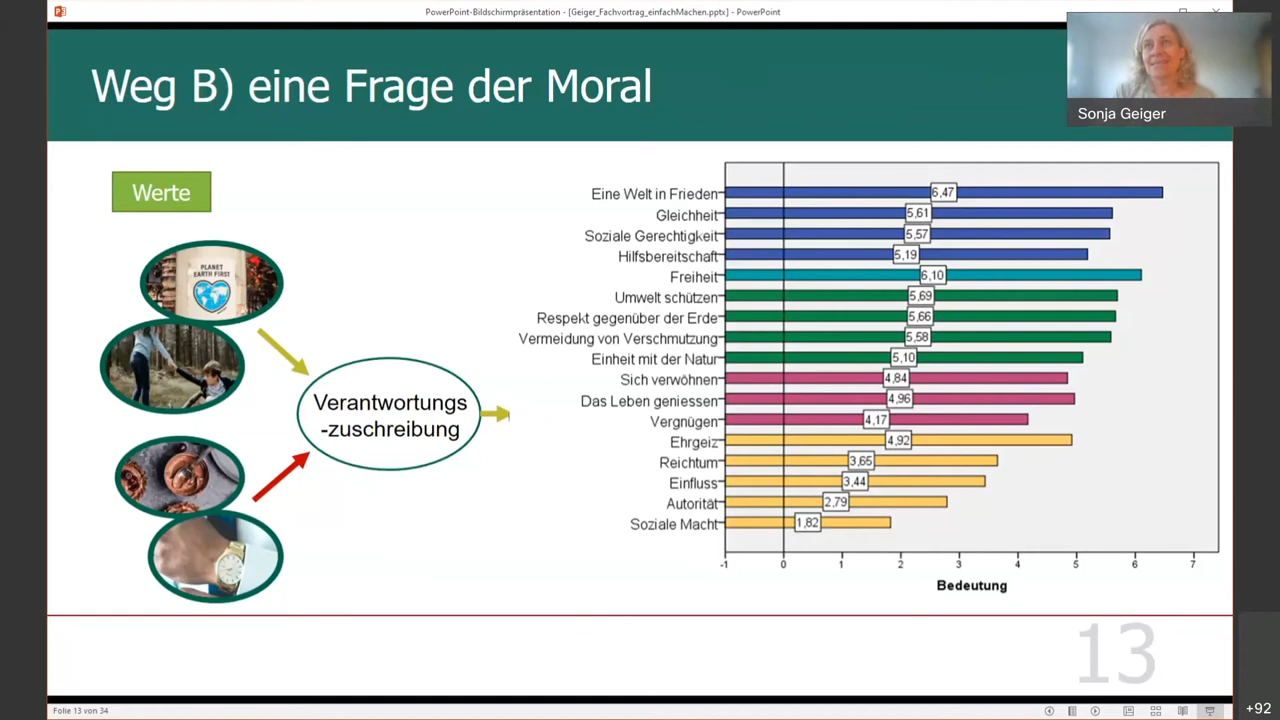 PowerPoint-Bildschirmpräsentation - [Geiger_Fachvortrag_einfachMachen.pptx] - PowerPoint
Weg B) eine Frage der Moral
Sonja Geiger
Werte
PLANET
EARTH FIRST
Verantwortungs
-zuschreibung
Eine Welt in Frieden 6,47
Gleichheit 5,61
Soziale Gerechtigkeit 5,57
Hilfsbereitschaft 5,19
Freiheit 6,10
Umwelt schützen 5,69
Respekt gegenüber der Erde 5,66
Vermeidung von Verschmutzung 5,58
Einheit mit der Natur 5,10
Sich verwöhnen 4,84
Das Leben geniessen 4,96
Vergnügen 4,17
Ehrgeiz 4,92
Reichtum 3,65
Einfluss 3,44
Autorität 2,79
Soziale Macht 1,82
-1 0 1 2 3 4 5 6 7
Bedeutung
13
Folie 13 von 34
+92